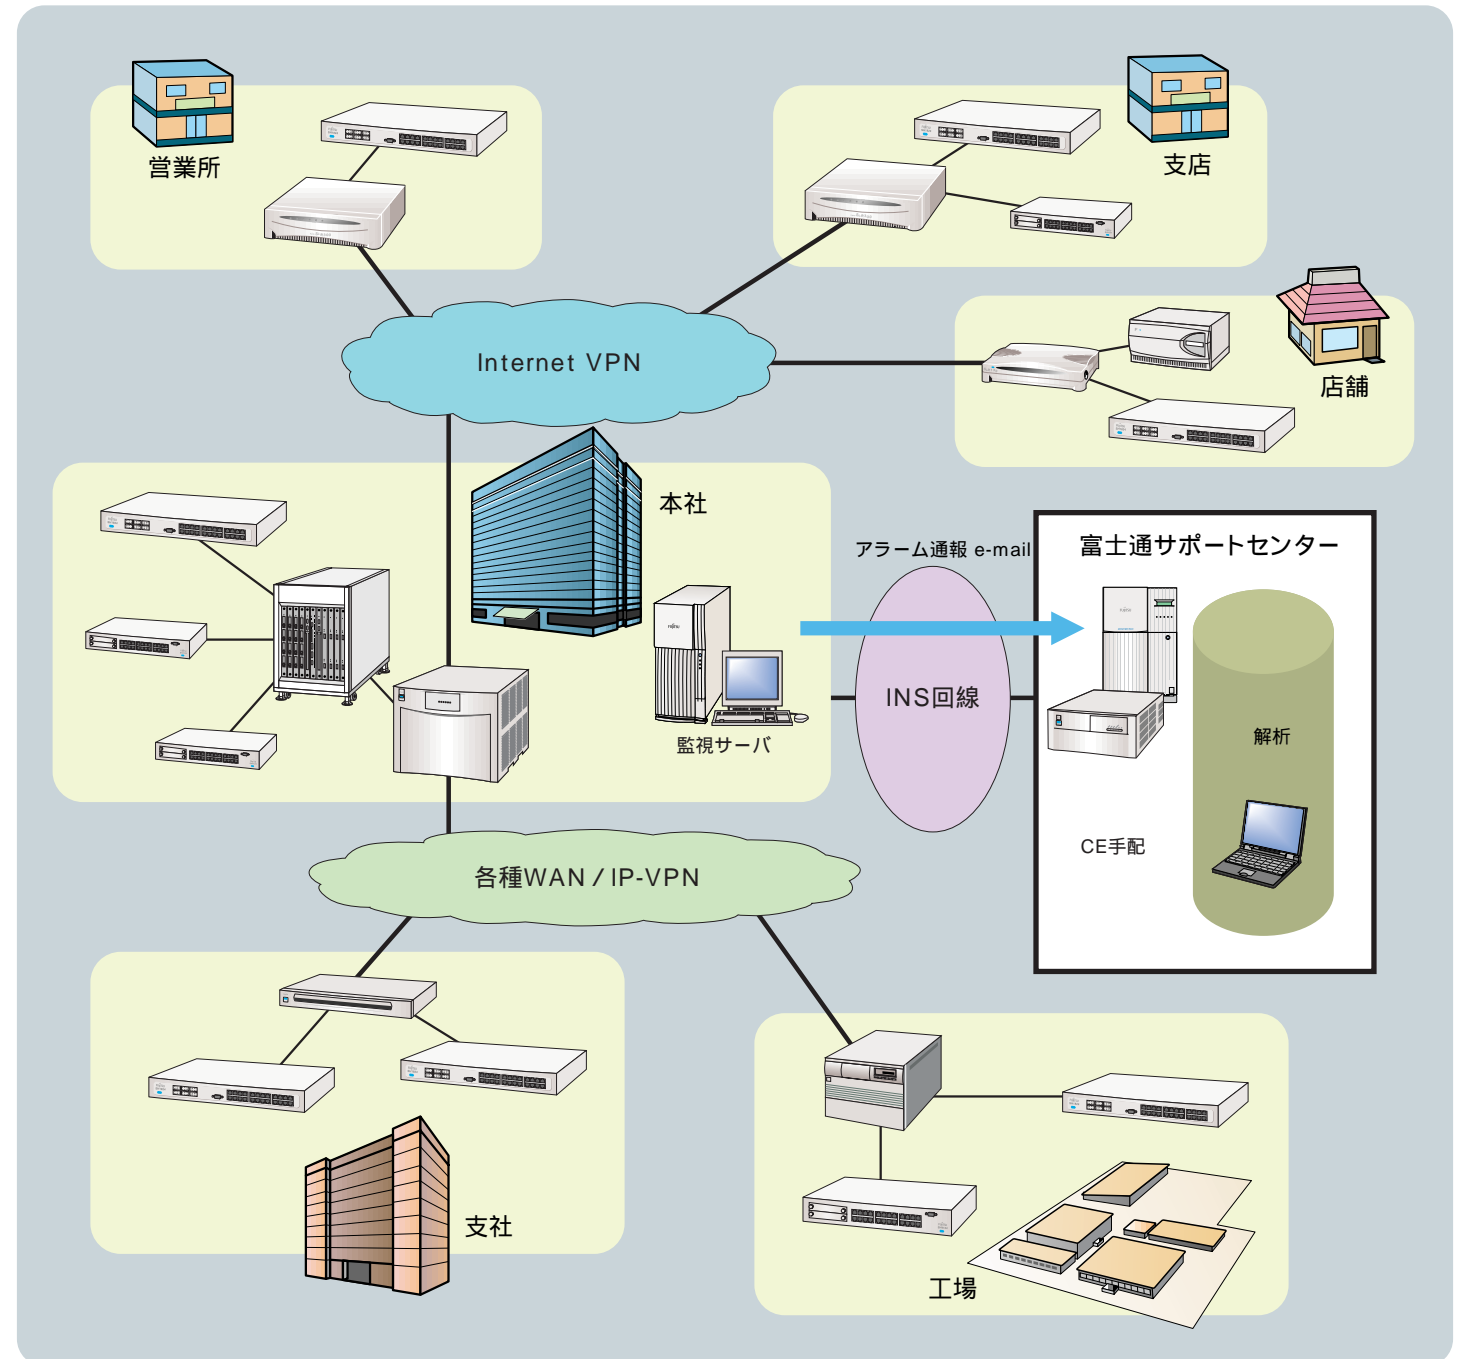 営業所
支店
Internet VPN
店舗
本社
アラーム通報 e-mail
富士通サポートセンター
INS回線
監視サーバ
解析
CE手配
各種WAN / IP-VPN
支社
工場